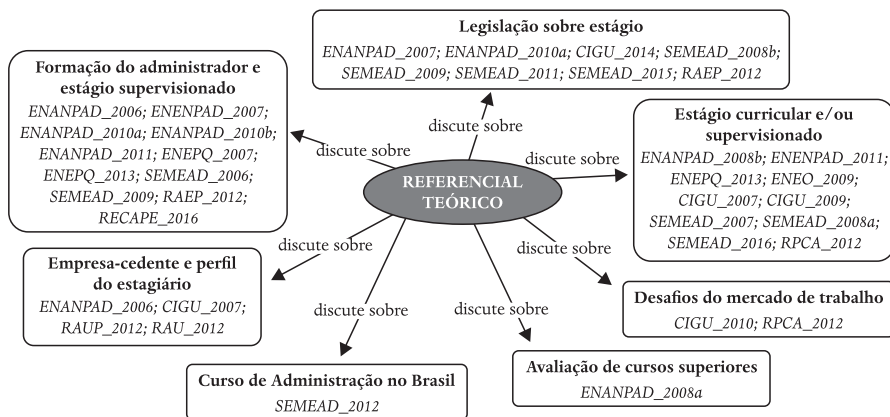 Legislação sobre estágio
ENANPAD_2007; ENANPAD_2010a; CIGU_2014; SEMEAD_2008b;
SEMEAD_2009; SEMEAD_2011; SEMEAD_2015; RAEP_2012
Formação do administrador e
estágio supervisionado
ENANPAD_2006; ENENPAD_2007;
ENANPAD_2010a; ENANPAD_2010b;
ENANPAD_2011; ENEPQ_2007;
ENEPQ_2013; SEMEAD_2006;
SEMEAD_2009; RAEP_2012;
RECAPE_2016
discute sobre
discute sobre
discute sobre
Estágio curricular e/ou
supervisionado
ENANPAD_2008b; ENENPAD_2011;
ENEPQ_2013; ENEO_2009;
CIGU_2007; CIGU_2009;
SEMEAD_2007; SEMEAD_2008a;
SEMEAD_2016; RPCA_2012
REFERENCIAL
TEÓRICO
discute sobre
discute sobre
Empresa-cedente e perfil
do estagiário
ENANPAD_2006; CIGU_2007;
RAUP_2012; RAU_2012
discute sobre
discute sobre
Desafios do mercado de trabalho
CIGU_2010; RPCA_2012
Curso de Administração no Brasil
SEMEAD_2012
Avaliação de cursos superiores
ENANPAD_2008a